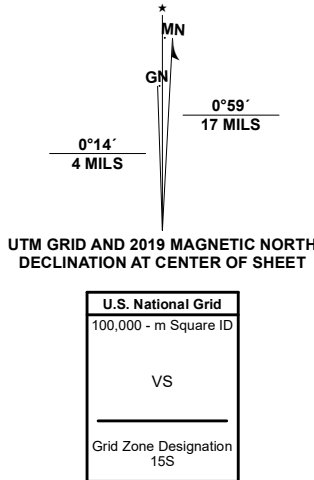 ★
MN
GN
0°59´
17 MILS
0°14´
4 MILS
UTM GRID AND 2019 MAGNETIC NORTH
DECLINATION AT CENTER OF SHEET
U.S. National Grid
100,000 - m Square ID
VS
Grid Zone Designation
15S